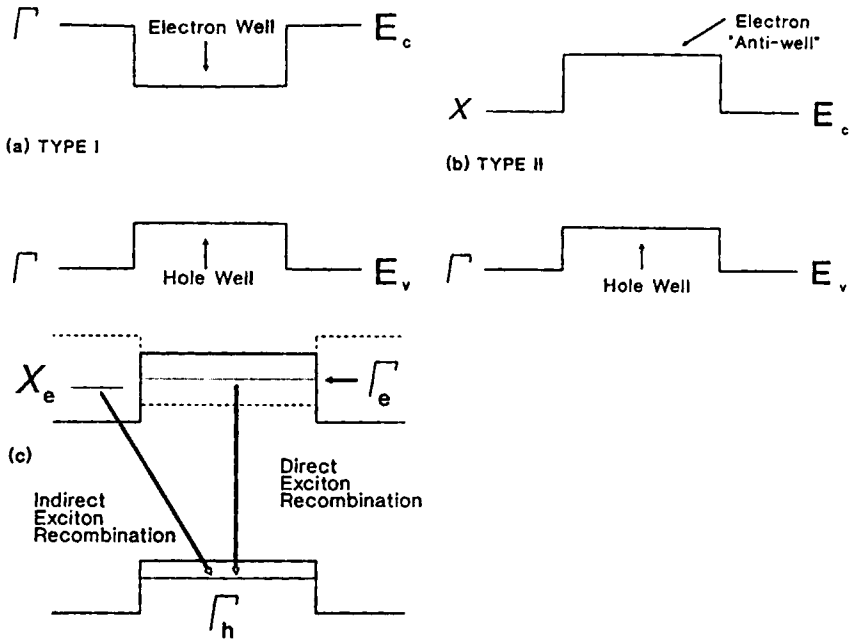 Γ
Electron Well
E_c
(a) TYPE I
Γ
Hole Well
E_v
Electron
"Anti-well"
X
E_c
(b) TYPE II
Γ
Hole Well
E_v
X_e
Γ_e
(c)
Indirect
Exciton
Recombination
Direct
Exciton
Recombination
Γ_h